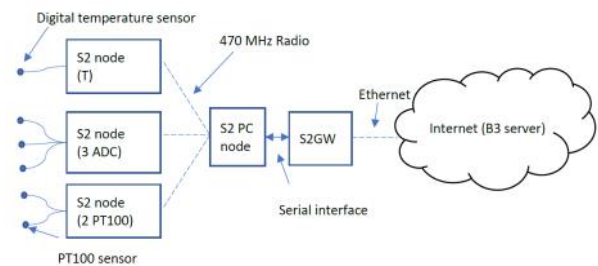 Digital temperature sensor
470 MHz Radio
S2 node
(T)
Ethernet
S2 node
(3 ADC)
S2 PC
node
S2GW
Internet (B3 server)
S2 node
(2 PT100)
Serial interface
PT100 sensor